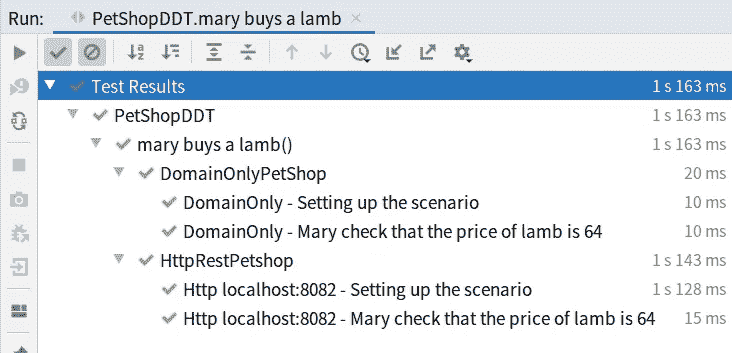 Run: PetShopDDT.mary buys a lamb
Test Results 1 s 163 ms
PetShopDDT 1 s 163 ms
mary buys a lamb() 1 s 163 ms
DomainOnlyPetShop 20 ms
DomainOnly - Setting up the scenario 10 ms
DomainOnly - Mary check that the price of lamb is 64 10 ms
HttpRestPetshop 1 s 143 ms
Http localhost:8082 - Setting up the scenario 1 s 128 ms
Http localhost:8082 - Mary check that the price of lamb is 64 15 ms